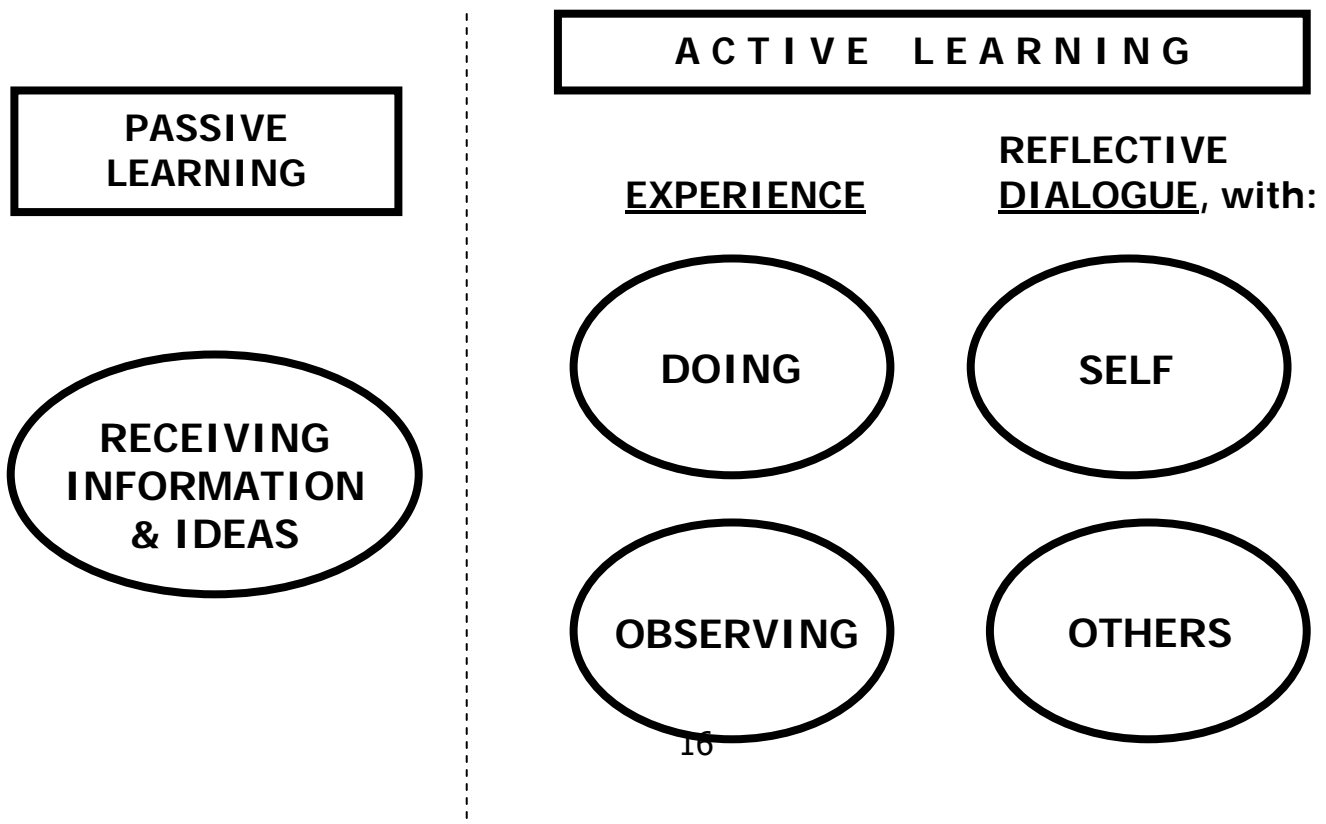 PASSIVE
LEARNING
RECEIVING
INFORMATION
& IDEAS
ACTIVE LEARNING
EXPERIENCE
DOING
OBSERVING
REFLECTIVE
DIALOGUE, with:
SELF
OTHERS
16